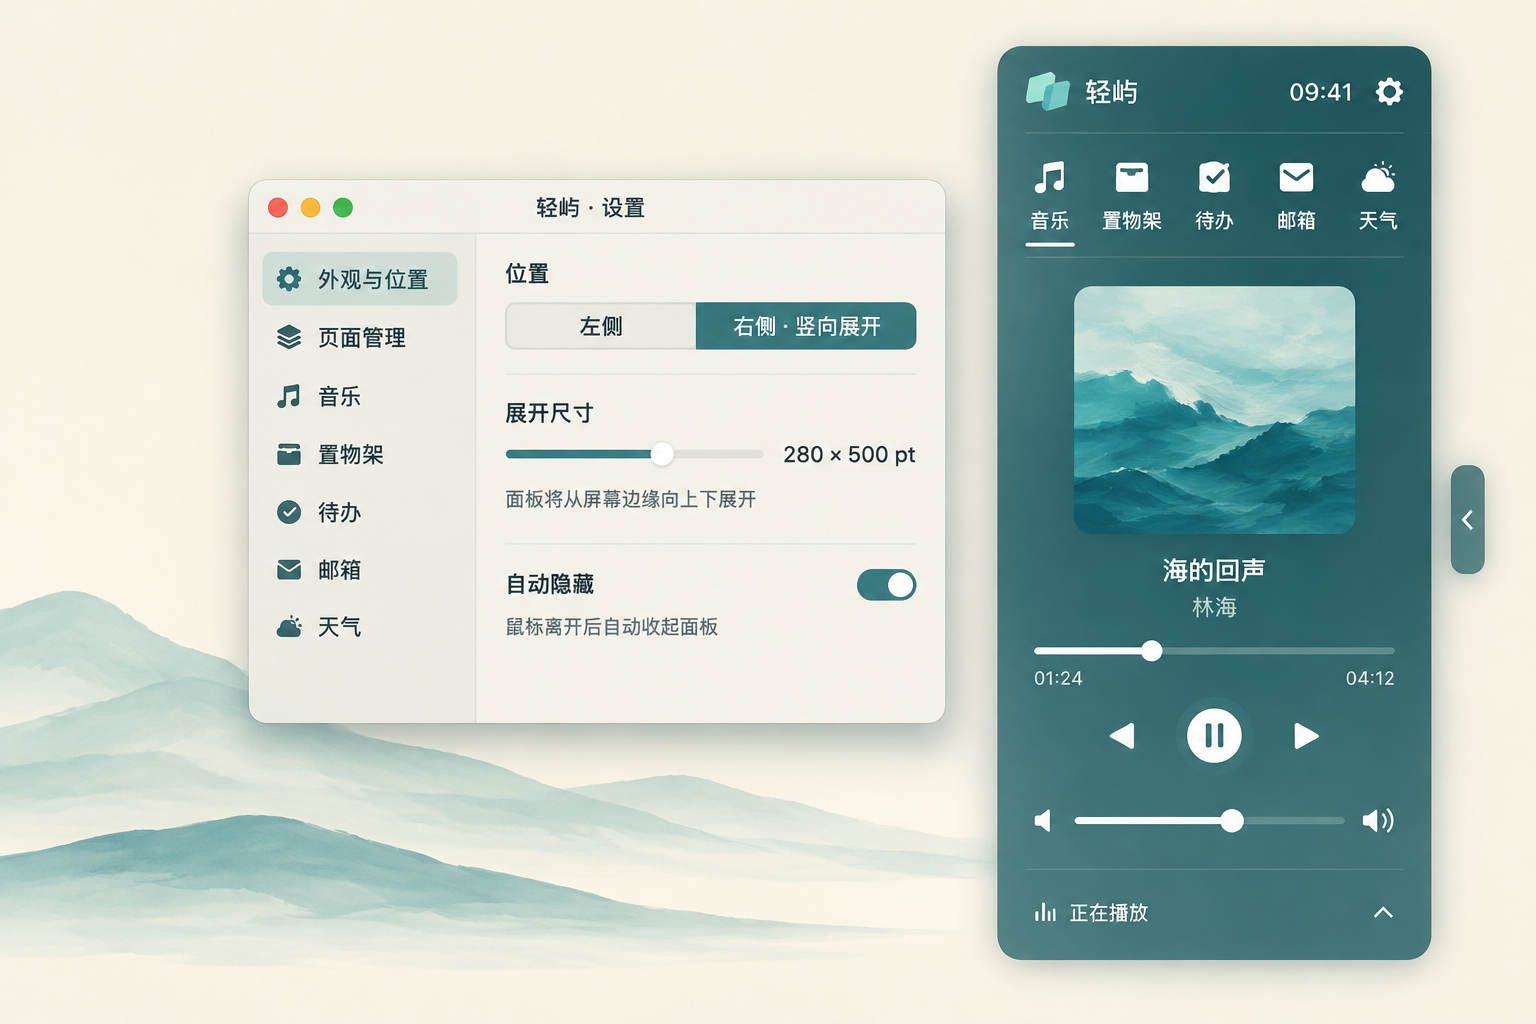 轻屿 · 设置
外观与位置
页面管理
音乐
置物架
待办
邮箱
天气
位置
左侧
右侧 · 竖向展开
展开尺寸
280 × 500 pt
面板将从屏幕边缘向上下展开
自动隐藏
鼠标离开后自动收起面板
轻屿
09:41
音乐
置物架
待办
邮箱
天气
海的回声
林海
01:24
04:12
正在播放